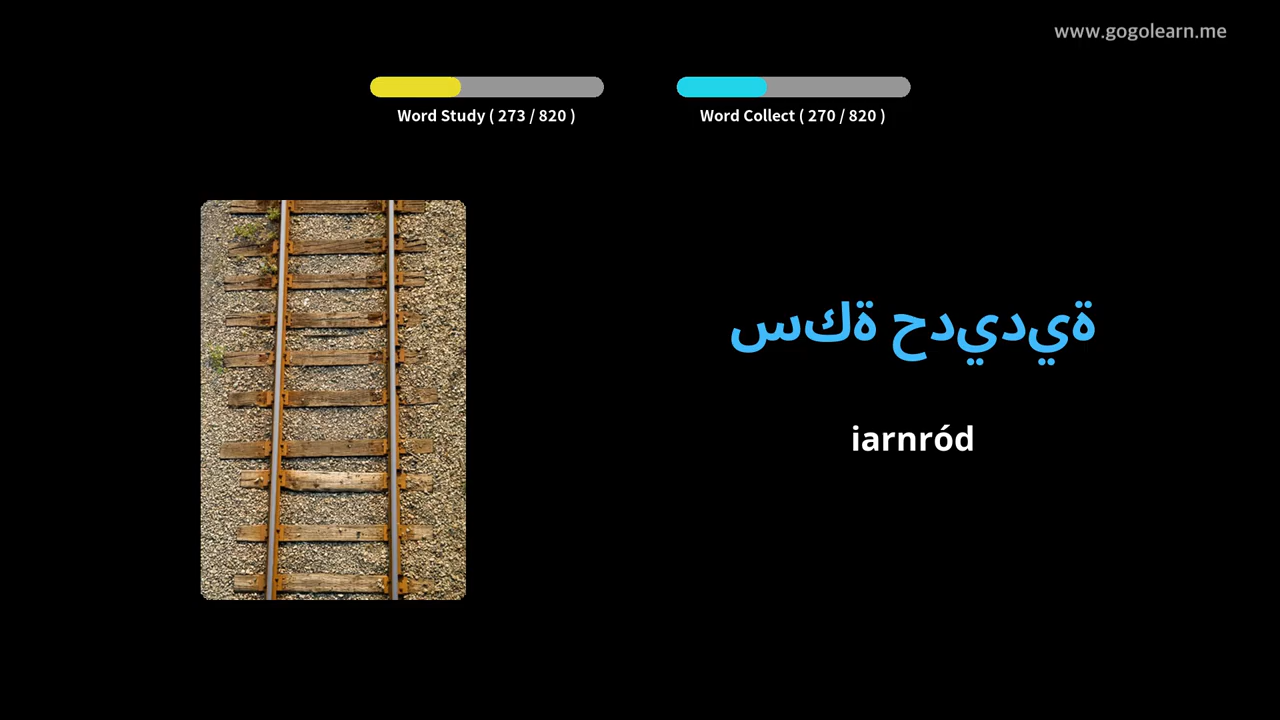 www.gogolearn.me
Word Study ( 273 / 820 )
Word Collect ( 270 / 820 )
سكة حديدية
iarnród